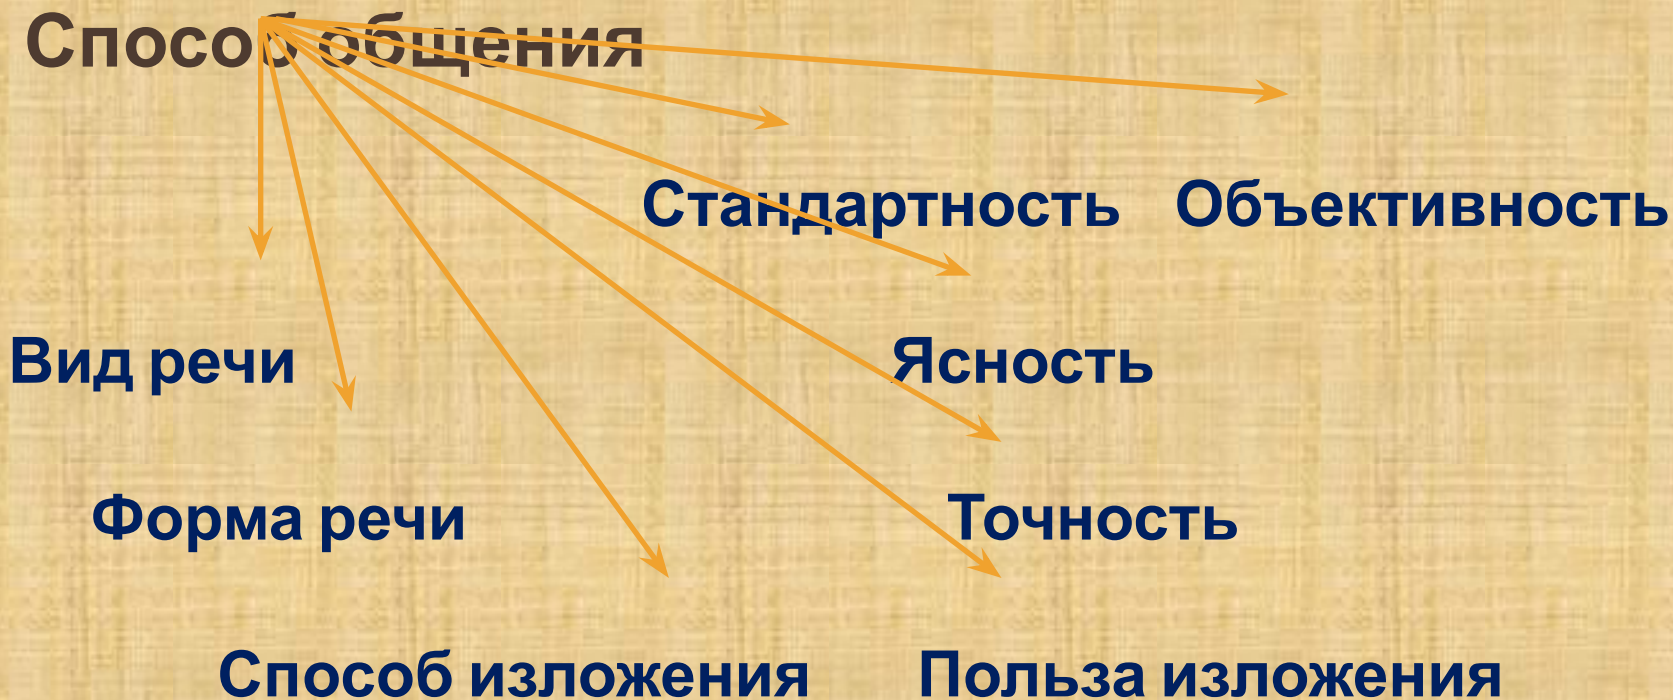 Способ общения
Стандартность Объективность
Вид речи Ясность
Форма речи Точность
Способ изложения Польза изложения